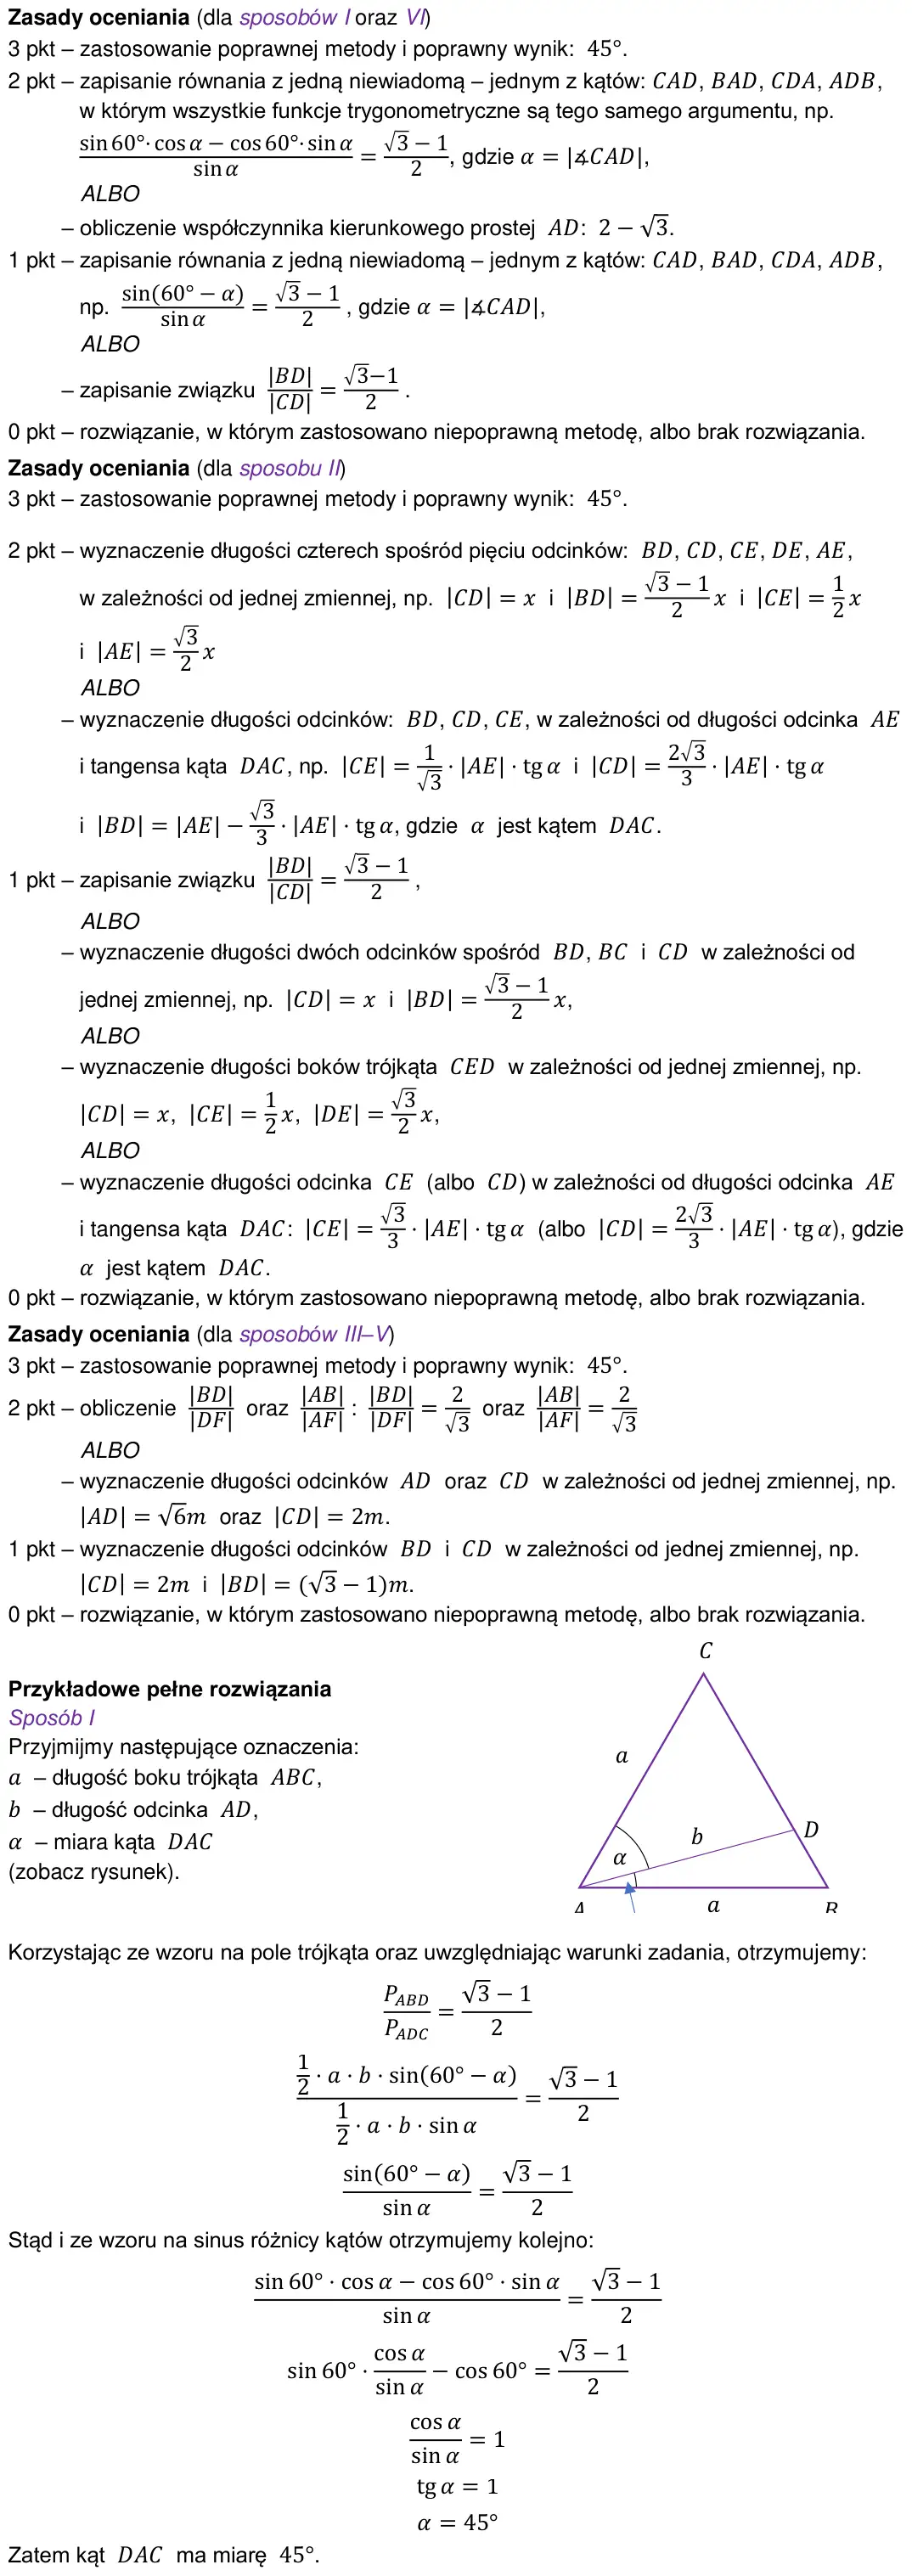 Zasady oceniania (dla sposobów I oraz VI)
3 pkt – zastosowanie poprawnej metody i poprawny wynik: 45°.
2 pkt – zapisanie równania z jedną niewiadomą – jednym z kątów: CAD, BAD, CDA, ADB,
w którym wszystkie funkcje trygonometryczne są tego samego argumentu, np.
(sin 60°·cos α − cos 60°·sin α)/(sin α) = (√3 − 1)/2, gdzie α = |∡CAD|,
ALBO
– obliczenie współczynnika kierunkowego prostej AD: 2 − √3.
1 pkt – zapisanie równania z jedną niewiadomą – jednym z kątów: CAD, BAD, CDA, ADB,
np. sin(60° − α)/(sin α) = (√3 − 1)/2 , gdzie α = |∡CAD|,
ALBO
– zapisanie związku |BD|/|CD| = (√3−1)/2 .
0 pkt – rozwiązanie, w którym zastosowano niepoprawną metodę, albo brak rozwiązania.
Zasady oceniania (dla sposobu II)
3 pkt – zastosowanie poprawnej metody i poprawny wynik: 45°.
2 pkt – wyznaczenie długości czterech spośród pięciu odcinków: BD, CD, CE, DE, AE,
w zależności od jednej zmiennej, np. |CD| = x i |BD| = (√3 − 1)/2 x i |CE| = 1/2 x
i |AE| = √3/2 x
ALBO
– wyznaczenie długości odcinków: BD, CD, CE, w zależności od długości odcinka AE
i tangensa kąta DAC, np. |CE| = 1/√3 · |AE| · tg α i |CD| = 2√3/3 · |AE| · tg α
i |BD| = |AE| − √3/3 · |AE| · tg α, gdzie α jest kątem DAC.
1 pkt – zapisanie związku |BD|/|CD| = (√3 − 1)/2 ,
ALBO
– wyznaczenie długości dwóch odcinków spośród BD, BC i CD w zależności od
jednej zmiennej, np. |CD| = x i |BD| = (√3 − 1)/2 x,
ALBO
– wyznaczenie długości boków trójkąta CED w zależności od jednej zmiennej, np.
|CD| = x, |CE| = 1/2 x, |DE| = √3/2 x,
ALBO
– wyznaczenie długości odcinka CE (albo CD) w zależności od długości odcinka AE
i tangensa kąta DAC: |CE| = √3/3 · |AE| · tg α (albo |CD| = 2√3/3 · |AE| · tg α), gdzie
α jest kątem DAC.
0 pkt – rozwiązanie, w którym zastosowano niepoprawną metodę, albo brak rozwiązania.
Zasady oceniania (dla sposobów III–V)
3 pkt – zastosowanie poprawnej metody i poprawny wynik: 45°.
2 pkt – obliczenie |BD|/|DF| oraz |AB|/|AF| : |BD|/|DF| = 2/√3 oraz |AB|/|AF| = 2/√3
ALBO
– wyznaczenie długości odcinków AD oraz CD w zależności od jednej zmiennej, np.
|AD| = √6m oraz |CD| = 2m.
1 pkt – wyznaczenie długości odcinków BD i CD w zależności od jednej zmiennej, np.
|CD| = 2m i |BD| = (√3 − 1)m.
0 pkt – rozwiązanie, w którym zastosowano niepoprawną metodę, albo brak rozwiązania.
Przykładowe pełne rozwiązania
Sposób I
Przyjmijmy następujące oznaczenia:
a – długość boku trójkąta ABC,
b – długość odcinka AD,
α – miara kąta DAC
(zobacz rysunek).
C
a
D
b
α
A
a
B
Korzystając ze wzoru na pole trójkąta oraz uwzględniając warunki zadania, otrzymujemy:
P_ABD/P_ADC = (√3 − 1)/2
(1/2 · a · b · sin(60° − α))/(1/2 · a · b · sin α) = (√3 − 1)/2
sin(60° − α)/(sin α) = (√3 − 1)/2
Stąd i ze wzoru na sinus różnicy kątów otrzymujemy kolejno:
(sin 60° · cos α − cos 60° · sin α)/(sin α) = (√3 − 1)/2
sin 60° · (cos α)/(sin α) − cos 60° = (√3 − 1)/2
(cos α)/(sin α) = 1
tg α = 1
α = 45°
Zatem kąt DAC ma miarę 45°.